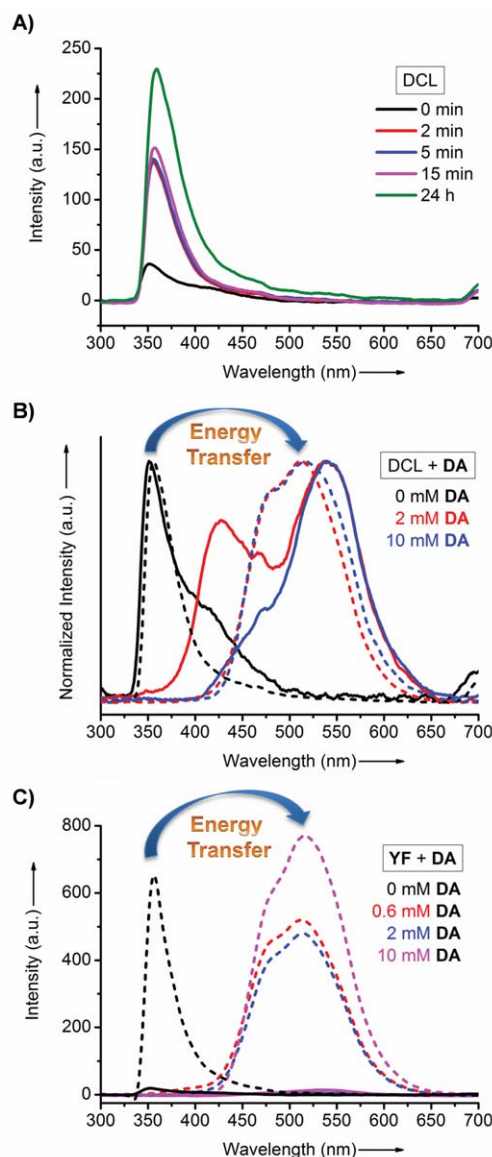 A)
DCL
0 min
2 min
5 min
15 min
24 h
Intensity (a.u.)
250
200
150
100
50
0
300 350 400 450 500 550 600 650 700
Wavelength (nm)
B)
Energy
Transfer
DCL + DA
0 mM DA
2 mM DA
10 mM DA
Normalized Intensity (a.u.)
300 350 400 450 500 550 600 650 700
Wavelength (nm)
C)
Energy
Transfer
YF + DA
0 mM DA
0.6 mM DA
2 mM DA
10 mM DA
Intensity (a.u.)
800
600
400
200
0
300 350 400 450 500 550 600 650 700
Wavelength (nm)